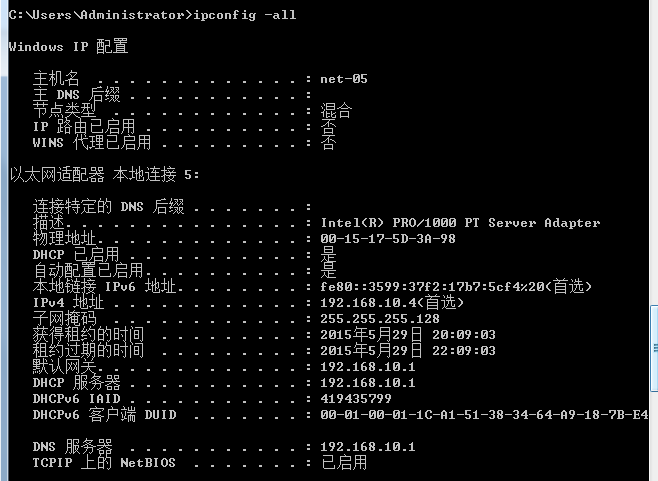 C:\Users\Administrator>ipconfig -all
Windows IP 配置
主机名 . . . . . . . . . . . . . : net-05
主 DNS 后缀 . . . . . . . . . . . :
节点类型 . . . . . . . . . . . . : 混合
IP 路由已启用 . . . . . . . . . . : 否
WINS 代理已启用 . . . . . . . . . : 否
以太网适配器 本地连接 5:
连接特定的 DNS 后缀 . . . . . . . :
描述. . . . . . . . . . . . . . . : Intel(R) PRO/1000 PT Server Adapter
物理地址. . . . . . . . . . . . . : 00-15-17-5D-3A-98
DHCP 已启用 . . . . . . . . . . . : 是
自动配置已启用. . . . . . . . . . : 是
本地链接 IPv6 地址. . . . . . . . : fe80::3599:37f2:17b7:5cf4%20(首选)
IPv4 地址 . . . . . . . . . . . . : 192.168.10.4(首选)
子网掩码 . . . . . . . . . . . . : 255.255.255.128
获得租约的时间 . . . . . . . . . : 2015年5月29日 20:09:03
租约过期的时间 . . . . . . . . . : 2015年5月29日 22:09:03
默认网关. . . . . . . . . . . . . : 192.168.10.1
DHCP 服务器 . . . . . . . . . . . : 192.168.10.1
DHCPv6 IAID . . . . . . . . . . . : 419435799
DHCPv6 客户端 DUID . . . . . . . : 00-01-00-01-1C-A1-51-38-34-64-A9-18-7B-E4
DNS 服务器 . . . . . . . . . . . : 192.168.10.1
TCPIP 上的 NetBIOS . . . . . . . : 已启用